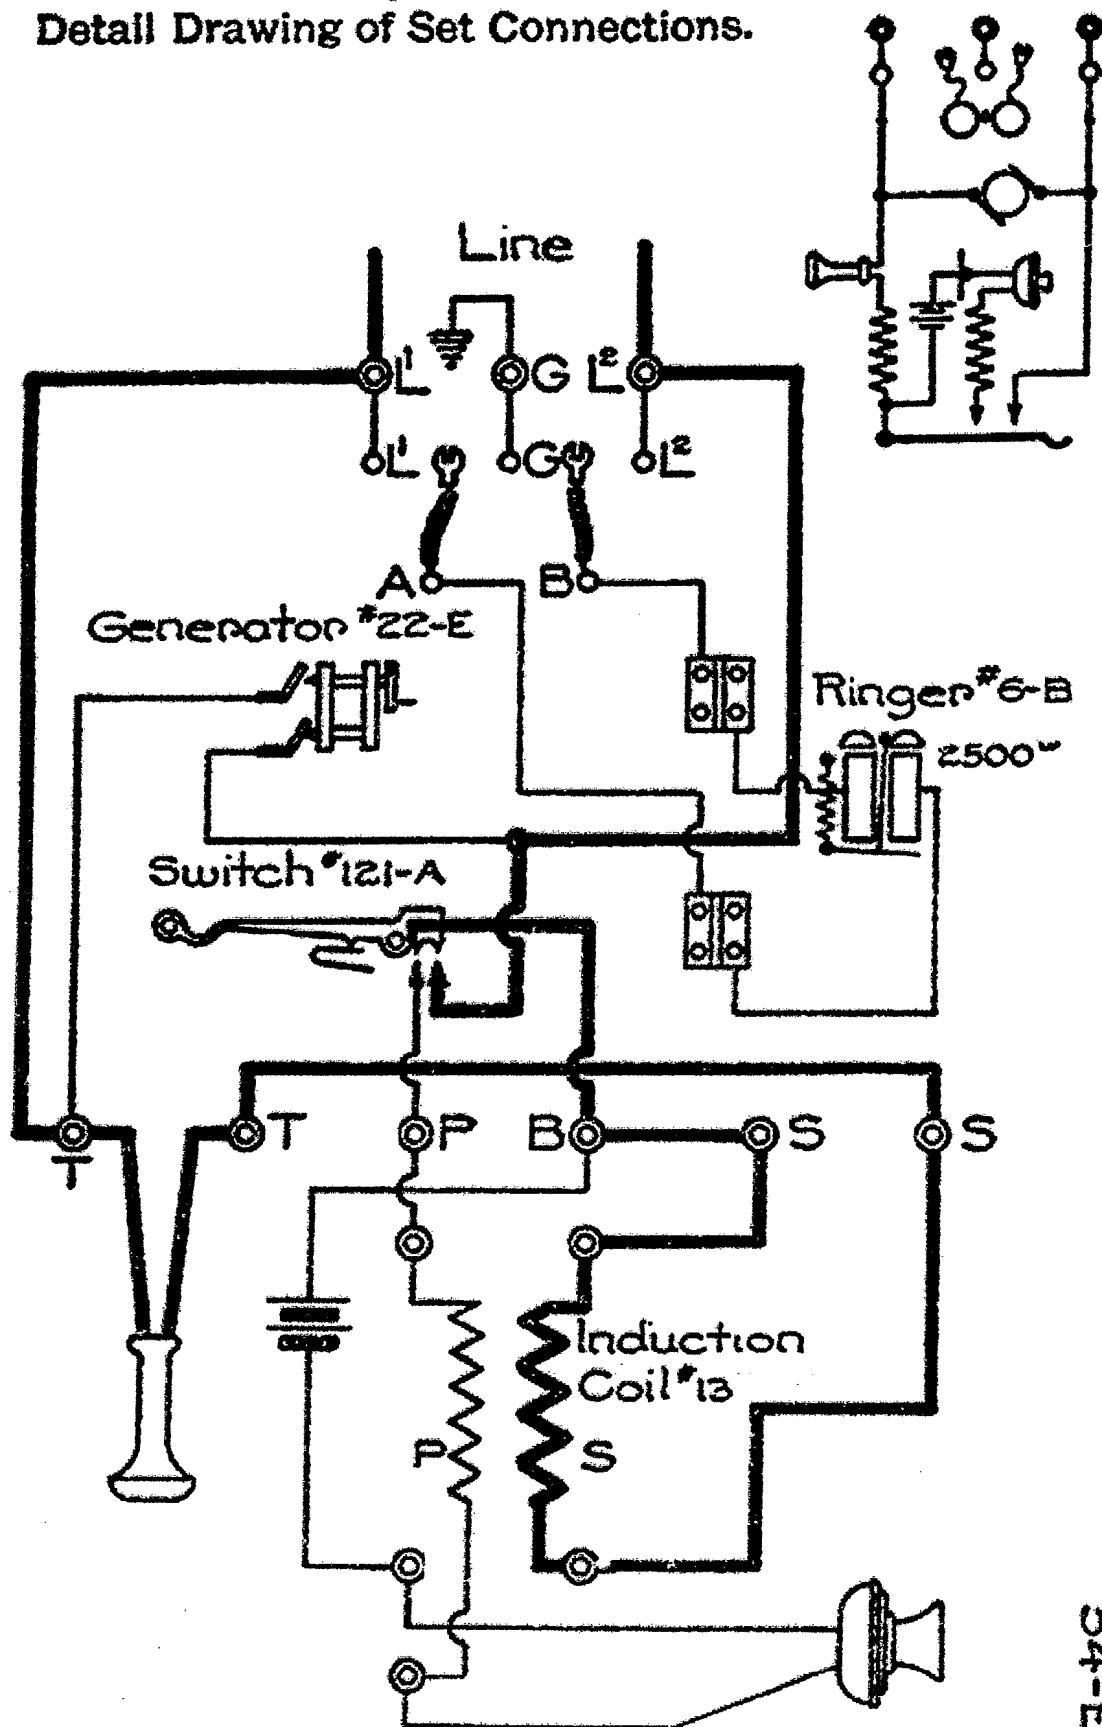 Detail Drawing of Set Connections.
Line
L¹ G L²
L¹ G L²
A B
Generator #22-E
Ringer #6-B
2500ω
Switch #121-A
T P B S S
T
Induction
Coil #13
P S